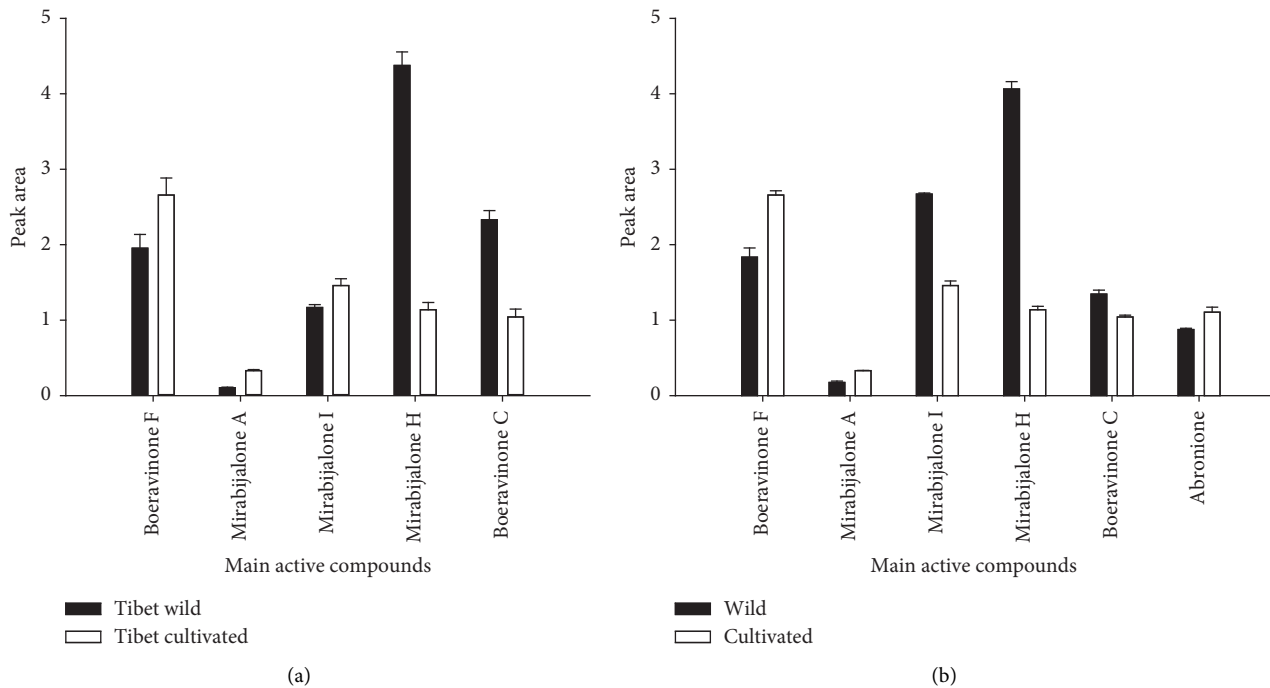 5
4
3
2
1
0
Peak area
Boeravinone F
Mirabijalone A
Mirabijalone I
Mirabijalone H
Boeravinone C
Main active compounds
Tibet wild
Tibet cultivated
(a)
5
4
3
2
1
0
Peak area
Boeravinone F
Mirabijalone A
Mirabijalone I
Mirabijalone H
Boeravinone C
Abronione
Main active compounds
Wild
Cultivated
(b)